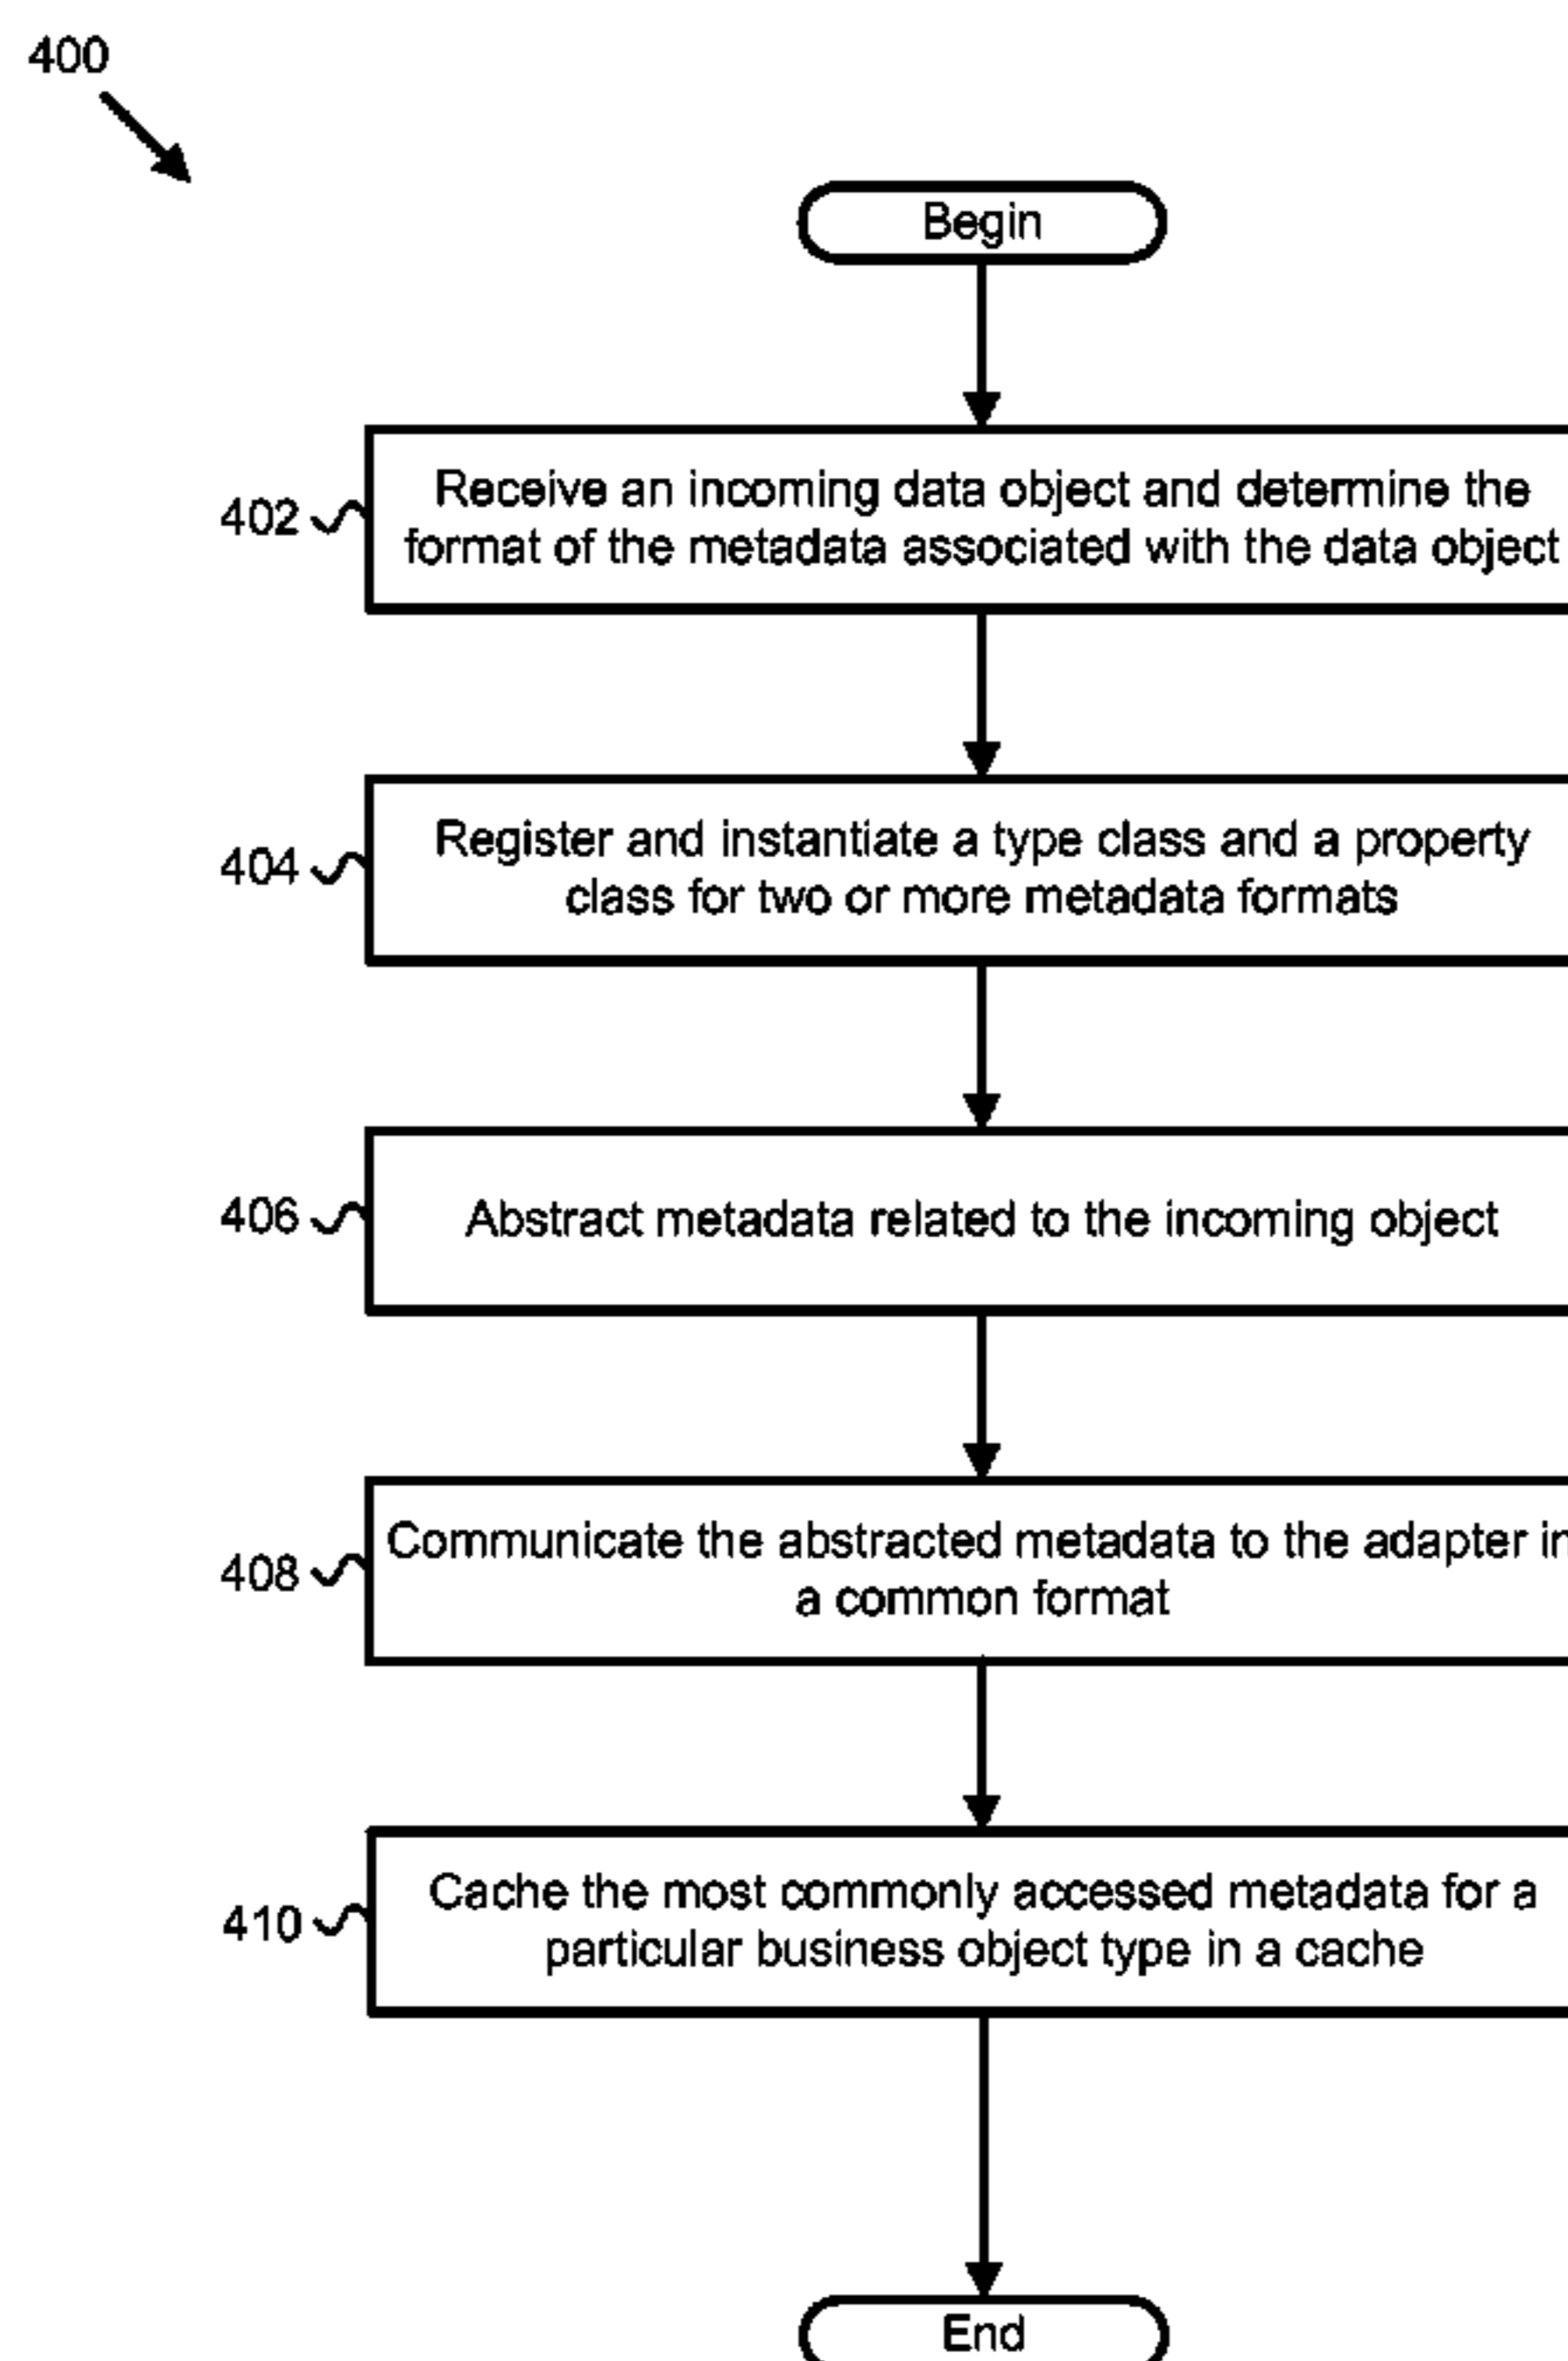 400
Begin
402
Receive an incoming data object and determine the
format of the metadata associated with the data object
404
Register and instantiate a type class and a property
class for two or more metadata formats
406
Abstract metadata related to the incoming object
408
Communicate the abstracted metadata to the adapter in
a common format
410
Cache the most commonly accessed metadata for a
particular business object type in a cache
End